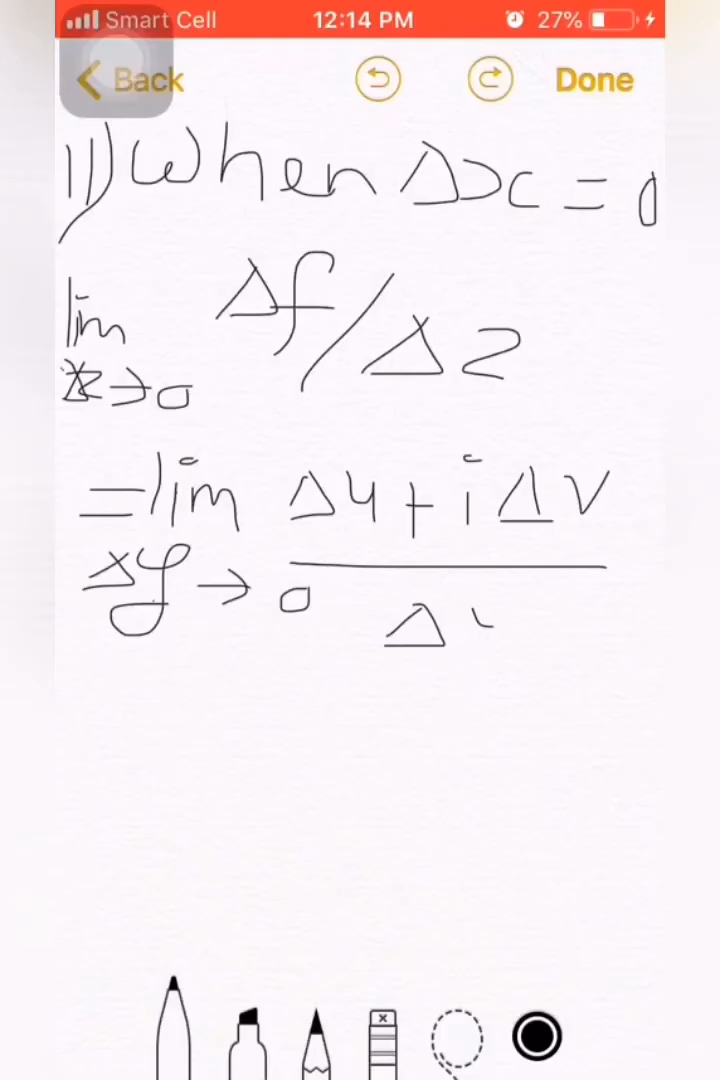 Smart Cell 12:14 PM 27%
Back Done
11) When Δx = 0
lim Δf/Δz
z→0
= lim Δu + iΔv
Δy → 0 Δ